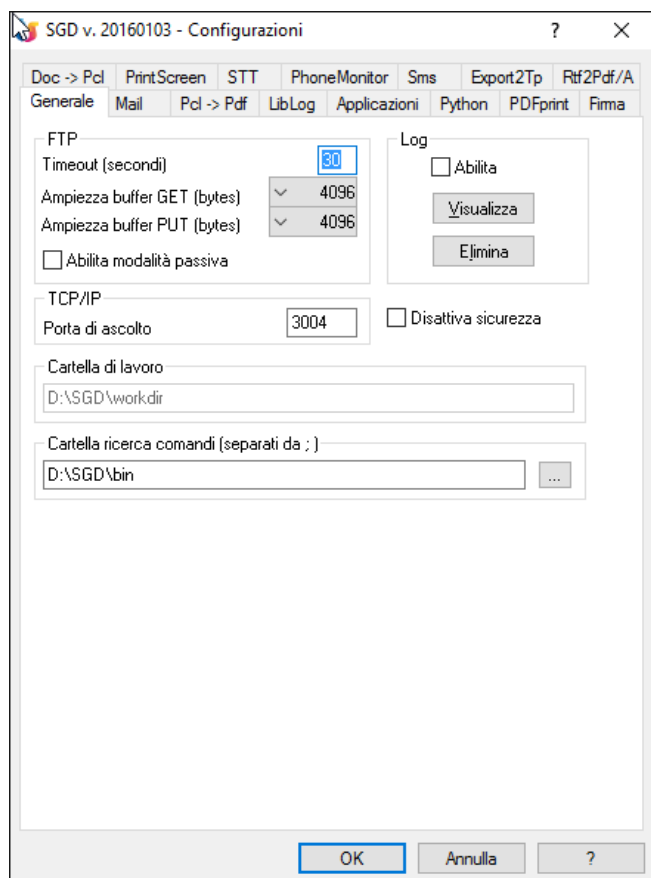 SGD v. 20160103 - Configurazioni ?
Doc -> Pcl PrintScreen STT PhoneMonitor Sms Export2Tp Rtf2Pdf/A
Generale Mail Pcl -> Pdf LibLog Applicazioni Python PDFprint Firma
FTP
Timeout (secondi) 30
Ampiezza buffer GET (bytes) 4096
Ampiezza buffer PUT (bytes) 4096
Abilita modalità passiva
Log
Abilita
Visualizza
Elimina
TCP/IP
Porta di ascolto 3004
Disattiva sicurezza
Cartella di lavoro
D:\SGD\workdir
Cartella ricerca comandi (separati da ; )
D:\SGD\bin ...
OK Annulla ?